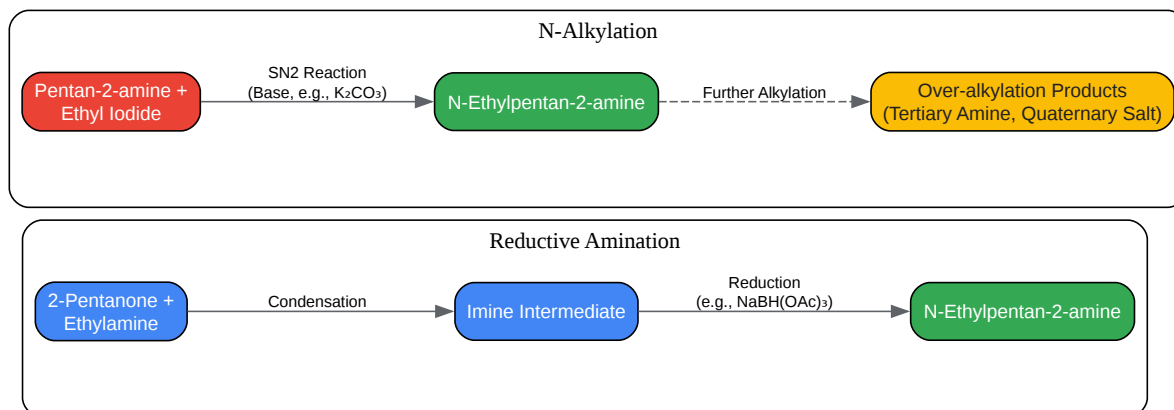 N-Alkylation
Pentan-2-amine +
Ethyl Iodide
SN2 Reaction
(Base, e.g., K₂CO₃)
N-Ethylpentan-2-amine
Further Alkylation
Over-alkylation Products
(Tertiary Amine, Quaternary Salt)
Reductive Amination
2-Pentanone +
Ethylamine
Condensation
Imine Intermediate
Reduction
(e.g., NaBH(OAc)₃)
N-Ethylpentan-2-amine